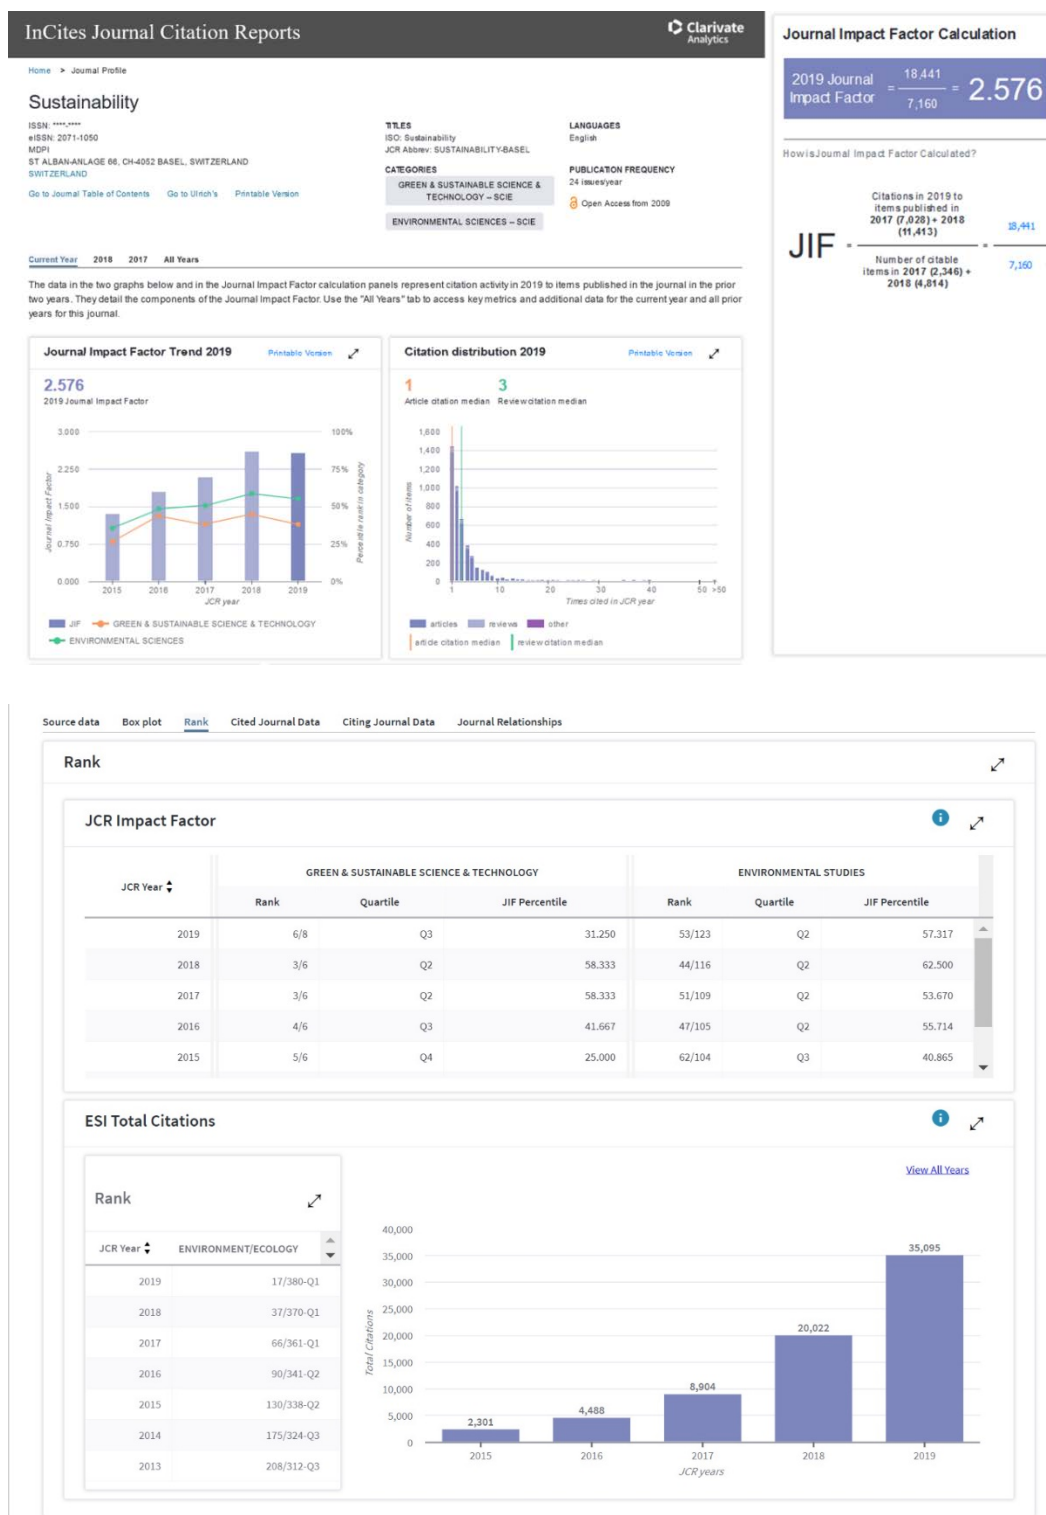 InCites Journal Citation Reports
Clarivate
Analytics
Home > Journal Profile
Sustainability
ISSN: ****-****
eISSN: 2071-1050
MDPI
ST ALBAN-ANLAGE 66, CH-4052 BASEL, SWITZERLAND
SWITZERLAND
Go to Journal Table of Contents Go to Ulrich's Printable Version
TITLES
ISO: Sustainability
JCR Abbrev: SUSTAINABILITY-BASEL
CATEGORIES
GREEN & SUSTAINABLE SCIENCE &
TECHNOLOGY – SCIE
ENVIRONMENTAL SCIENCES – SCIE
LANGUAGES
English
PUBLICATION FREQUENCY
24 issues/year
Open Access from 2009
Current Year 2018 2017 All Years
The data in the two graphs below and in the Journal Impact Factor calculation panels represent citation activity in 2019 to items published in the journal in the prior
two years. They detail the components of the Journal Impact Factor. Use the "All Years" tab to access key metrics and additional data for the current year and all prior
years for this journal.
Journal Impact Factor Trend 2019 Printable Version
2.576
2019 Journal Impact Factor
3.000
2.250
1.500
0.750
0.000
Journal Impact Factor
100%
75%
50%
25%
0%
Percentile rank in category
2015 2016 2017 2018 2019
JCR year
JIF GREEN & SUSTAINABLE SCIENCE & TECHNOLOGY
ENVIRONMENTAL SCIENCES
Citation distribution 2019 Printable Version
1 3
Article citation median Review citation median
1,600
1,400
1,200
1,000
800
600
400
200
0
Number of items
1 10 20 30 40 50 >50
Times cited in JCR year
articles reviews other
article citation median review citation median
Journal Impact Factor Calculation
2019 Journal
Impact Factor
= 18,441
7,160
= 2.576
How is Journal Impact Factor Calculated?
JIF =
Citations in 2019 to
items published in
2017 (7,028) + 2018
(11,413)
Number of citable
items in 2017 (2,346) +
2018 (4,814)
= 18,441
7,160
Source data Box plot Rank Cited Journal Data Citing Journal Data Journal Relationships
Rank
JCR Impact Factor
JCR Year GREEN & SUSTAINABLE SCIENCE & TECHNOLOGY ENVIRONMENTAL STUDIES
Rank Quartile JIF Percentile Rank Quartile JIF Percentile
2019 6/8 Q3 31.250 53/123 Q2 57.317
2018 3/6 Q2 58.333 44/116 Q2 62.500
2017 3/6 Q2 58.333 51/109 Q2 53.670
2016 4/6 Q3 41.667 47/105 Q2 55.714
2015 5/6 Q4 25.000 62/104 Q3 40.865
ESI Total Citations
Rank
JCR Year ENVIRONMENT/ECOLOGY
2019 17/380-Q1
2018 37/370-Q1
2017 66/361-Q1
2016 90/341-Q2
2015 130/338-Q2
2014 175/324-Q3
2013 208/312-Q3
View All Years
40,000
35,000
30,000
25,000
20,000
15,000
10,000
5,000
0
Total Citations
2,301
4,488
8,904
20,022
35,095
2015 2016 2017 2018 2019
JCR years